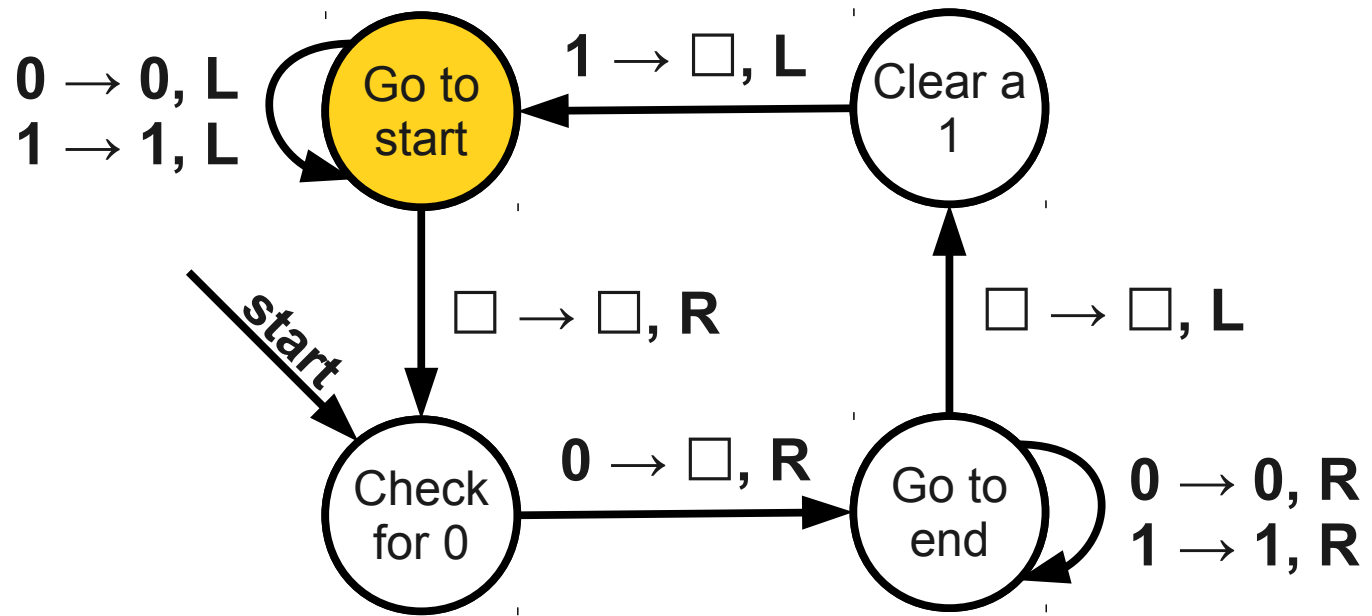 0 → 0, L
1 → 1, L
Go to
start
1 → □, L
Clear a
1
start
□ → □, R
□ → □, L
Check
for 0
0 → □, R
Go to
end
0 → 0, R
1 → 1, R